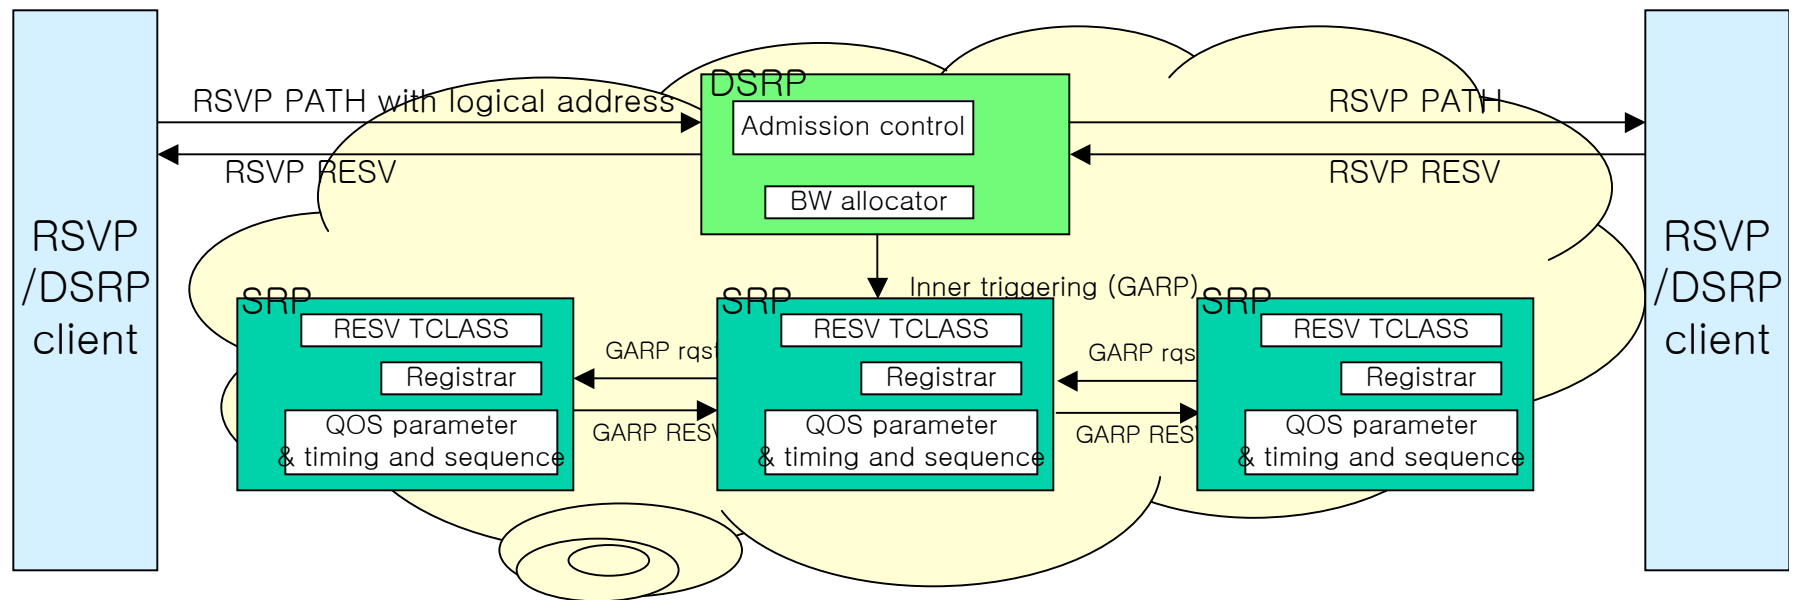 DSRP
RSVP PATH with logical address
RSVP PATH
Admission control
RSVP RESV
RSVP RESV
BW allocator
RSVP
/DSRP
client
RSVP
/DSRP
client
Inner triggering (GARP)
SRP
SRP
SRP
RESV TCLASS
RESV TCLASS
RESV TCLASS
GARP rqst
GARP rqs
Registrar
Registrar
Registrar
GARP RESV
GARP RESV
QOS parameter
& timing and sequence
QOS parameter
& timing and sequence
QOS parameter
& timing and sequence